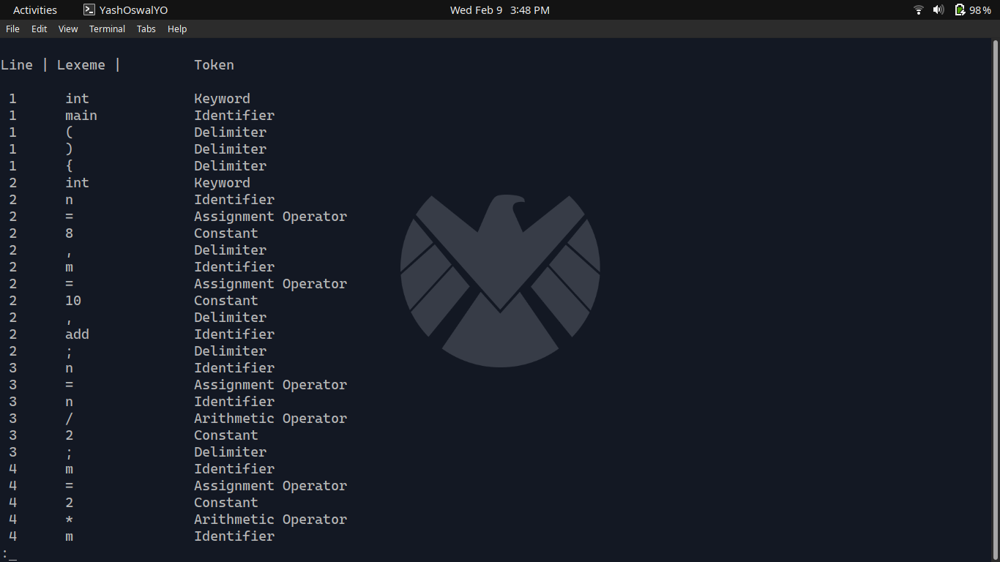 Activities YashOswalYO Wed Feb 9 3:48 PM 98%
File Edit View Terminal Tabs Help
Line | Lexeme | Token
1 int Keyword
1 main Identifier
1 ( Delimiter
1 ) Delimiter
1 { Delimiter
2 int Keyword
2 n Identifier
2 = Assignment Operator
2 8 Constant
2 , Delimiter
2 m Identifier
2 = Assignment Operator
2 10 Constant
2 , Delimiter
2 add Identifier
2 ; Delimiter
3 n Identifier
3 = Assignment Operator
3 n Identifier
3 / Arithmetic Operator
3 2 Constant
3 ; Delimiter
4 m Identifier
4 = Assignment Operator
4 2 Constant
4 * Arithmetic Operator
4 m Identifier
:_